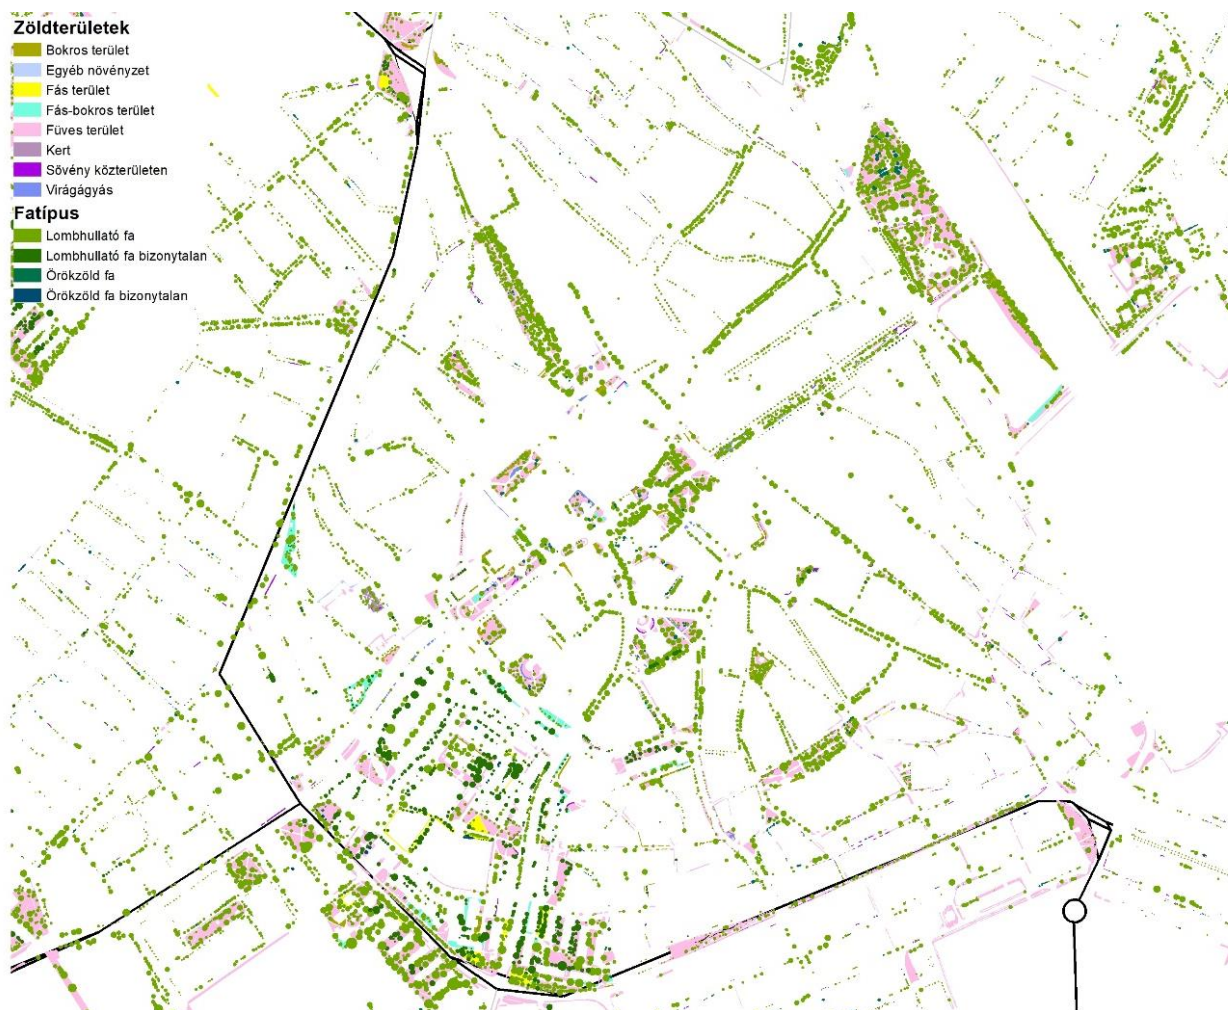 Zöldterületek
Bokros terület
Egyéb növényzet
Fás terület
Fás-bokros terület
Füves terület
Kert
Sövény közterületen
Virágágyás
Fatípus
Lombhullató fa
Lombhullató fa bizonytalan
Örökzöld fa
Örökzöld fa bizonytalan